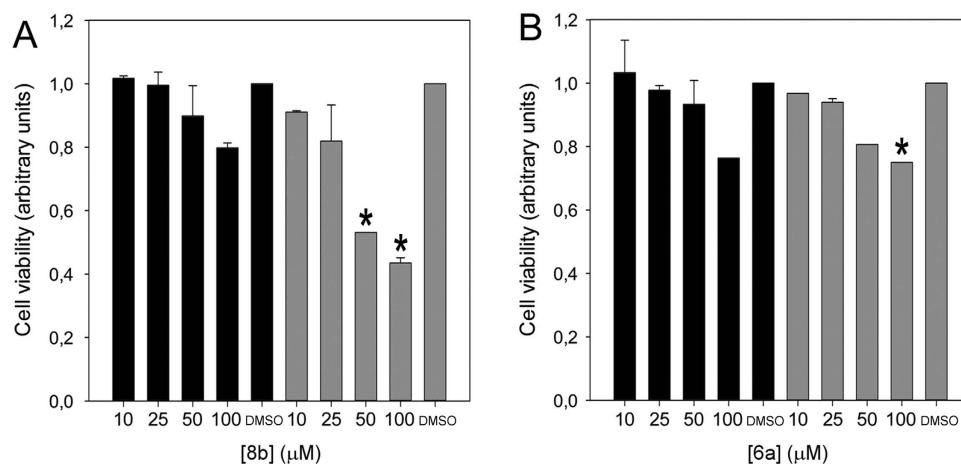 A
Cell viability (arbitrary units)
1,2
1,0
0,8
0,6
0,4
0,2
0,0
* *
10 25 50 100 DMSO 10 25 50 100 DMSO
[8b] (μM)
B
Cell viability (arbitrary units)
1,2
1,0
0,8
0,6
0,4
0,2
0,0
*
10 25 50 100 DMSO 10 25 50 100 DMSO
[6a] (μM)